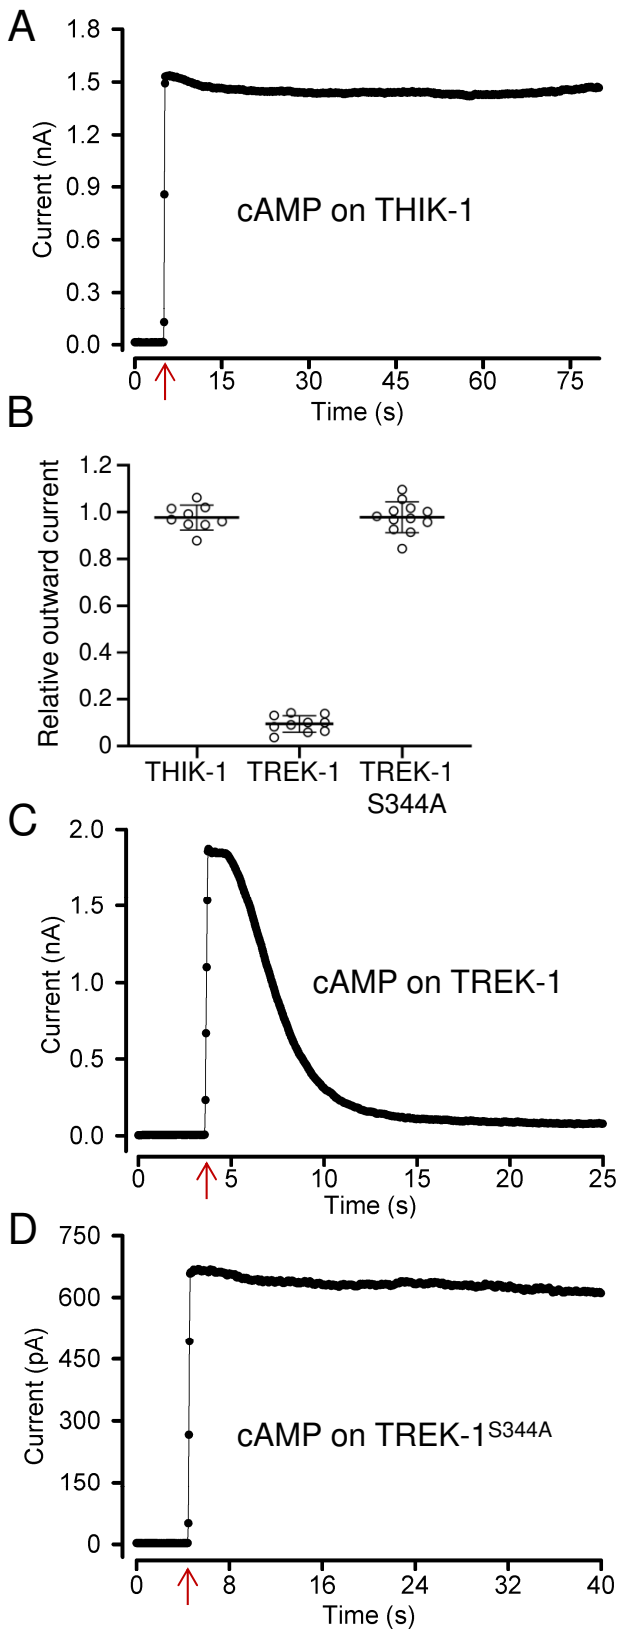 A
1.8
1.5
1.2
0.9
0.6
0.3
0.0
Current (nA)
cAMP on THIK-1
0 15 30 45 60 75
Time (s)
B
1.2
1.0
0.8
0.6
0.4
0.2
0
Relative outward current
THIK-1 TREK-1 TREK-1
S344A
C
2.0
1.5
1.0
0.5
0.0
Current (nA)
cAMP on TREK-1
0 5 10 15 20 25
Time (s)
D
750
600
450
300
150
0
Current (pA)
cAMP on TREK-1S344A
0 8 16 24 32 40
Time (s)